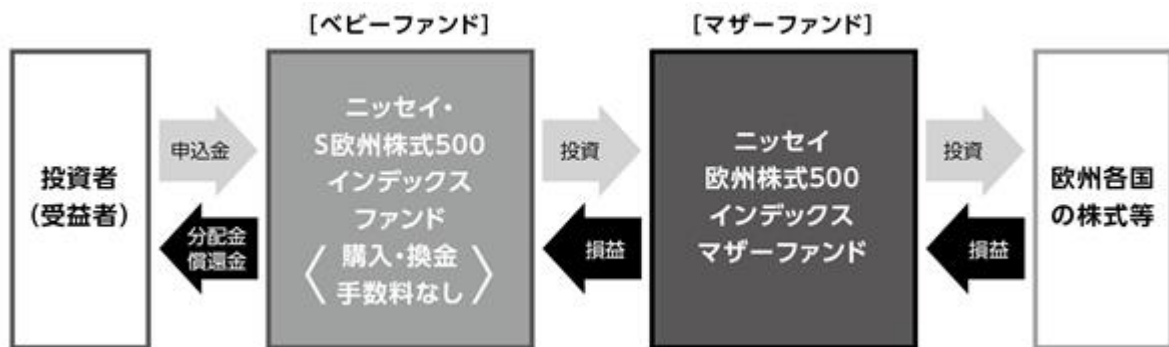 [ベビーファンド]
[マザーファンド]
投資者
(受益者)
申込金
分配金
償還金
ニッセイ・
S欧州株式500
インデックス
ファンド
〈購入・換金
手数料なし〉
投資
損益
ニッセイ
欧州株式500
インデックス
マザーファンド
投資
損益
欧州各国
の株式等